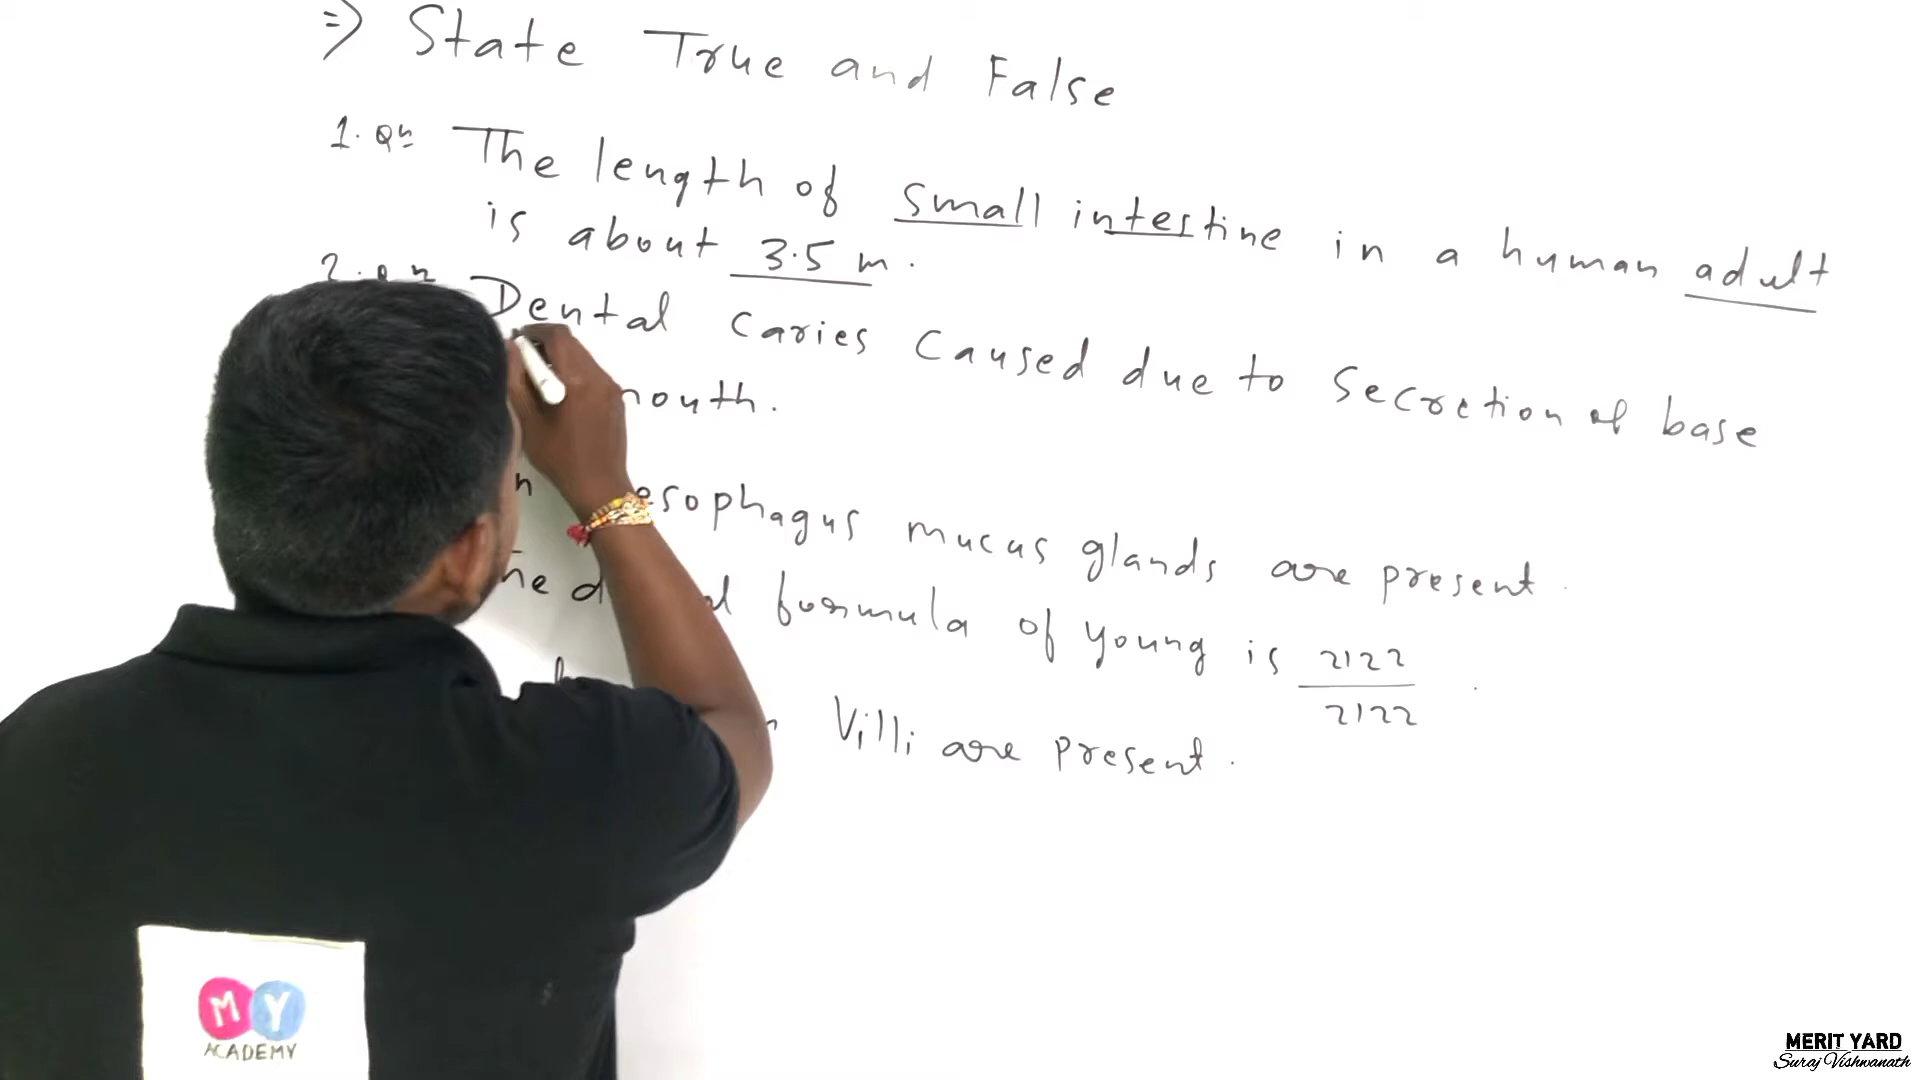 ⇒ State True and False
1. Qn The length of small intestine in a human adult
is about 3.5 m.
2. Qn Dental Caries Caused due to Secretion of base
mouth.
esophagus mucus glands are present.
formula of young is 2122
2122
Villi are present.
MY
ACADEMY
MERIT YARD
Suraj Vishwanath